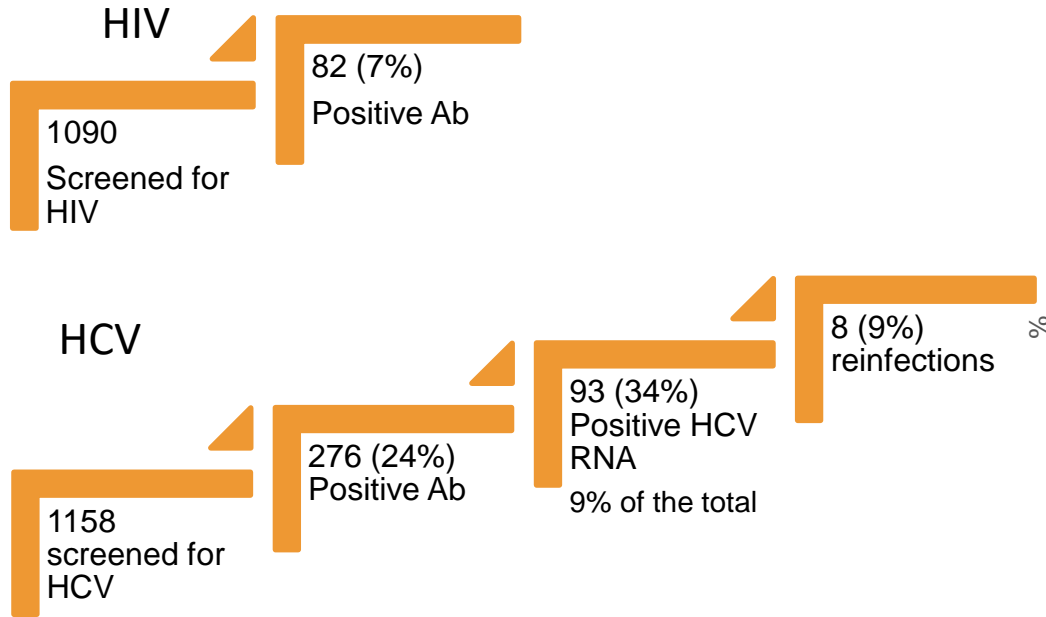 HIV
82 (7%)
Positive Ab
1090
Screened for
HIV
HCV
8 (9%)
reinfections
%
93 (34%)
Positive HCV
RNA
9% of the total
276 (24%)
Positive Ab
1158
screened for
HCV